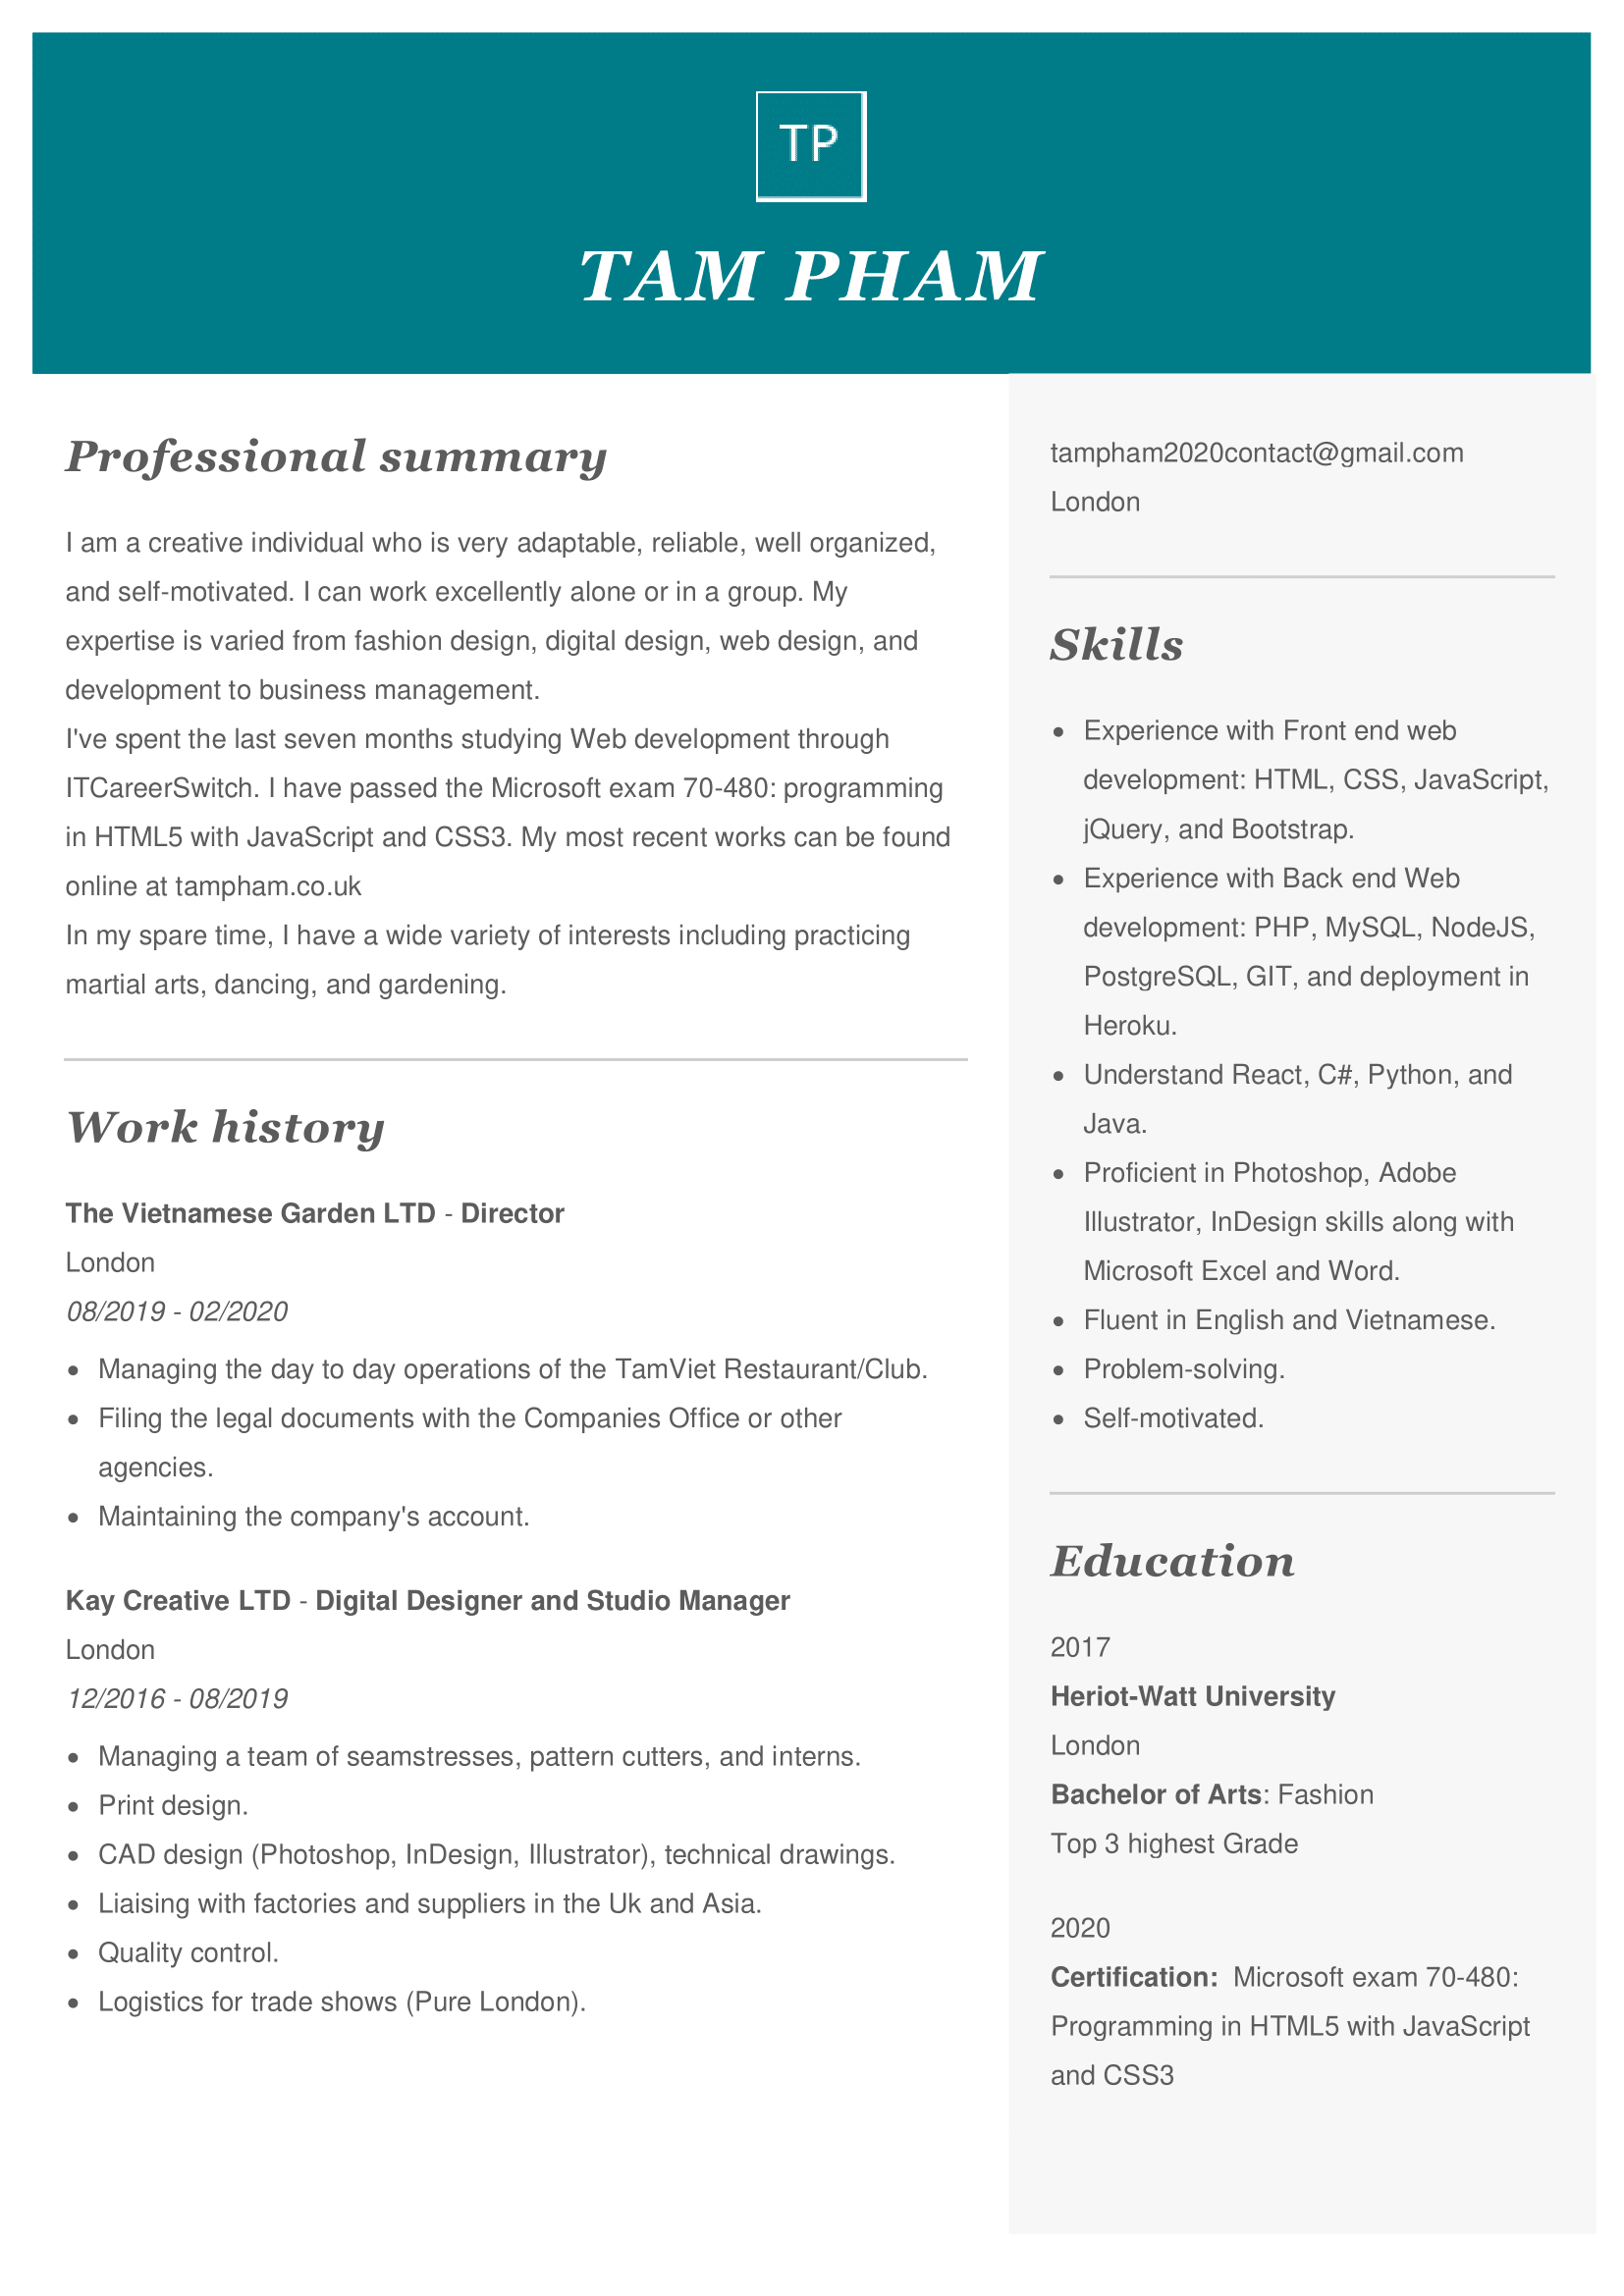 TP
TAM PHAM
Professional summary
I am a creative individual who is very adaptable, reliable, well organized,
and self-motivated. I can work excellently alone or in a group. My
expertise is varied from fashion design, digital design, web design, and
development to business management.
I've spent the last seven months studying Web development through
ITCareerSwitch. I have passed the Microsoft exam 70-480: programming
in HTML5 with JavaScript and CSS3. My most recent works can be found
online at tampham.co.uk
In my spare time, I have a wide variety of interests including practicing
martial arts, dancing, and gardening.
Work history
The Vietnamese Garden LTD - Director
London
08/2019 - 02/2020
• Managing the day to day operations of the TamViet Restaurant/Club.
• Filing the legal documents with the Companies Office or other
agencies.
• Maintaining the company's account.
Kay Creative LTD - Digital Designer and Studio Manager
London
12/2016 - 08/2019
• Managing a team of seamstresses, pattern cutters, and interns.
• Print design.
• CAD design (Photoshop, InDesign, Illustrator), technical drawings.
• Liaising with factories and suppliers in the Uk and Asia.
• Quality control.
• Logistics for trade shows (Pure London).
tampham2020contact@gmail.com
London
Skills
• Experience with Front end web
development: HTML, CSS, JavaScript,
jQuery, and Bootstrap.
• Experience with Back end Web
development: PHP, MySQL, NodeJS,
PostgreSQL, GIT, and deployment in
Heroku.
• Understand React, C#, Python, and
Java.
• Proficient in Photoshop, Adobe
Illustrator, InDesign skills along with
Microsoft Excel and Word.
• Fluent in English and Vietnamese.
• Problem-solving.
• Self-motivated.
Education
2017
Heriot-Watt University
London
Bachelor of Arts: Fashion
Top 3 highest Grade
2020
Certification: Microsoft exam 70-480:
Programming in HTML5 with JavaScript
and CSS3